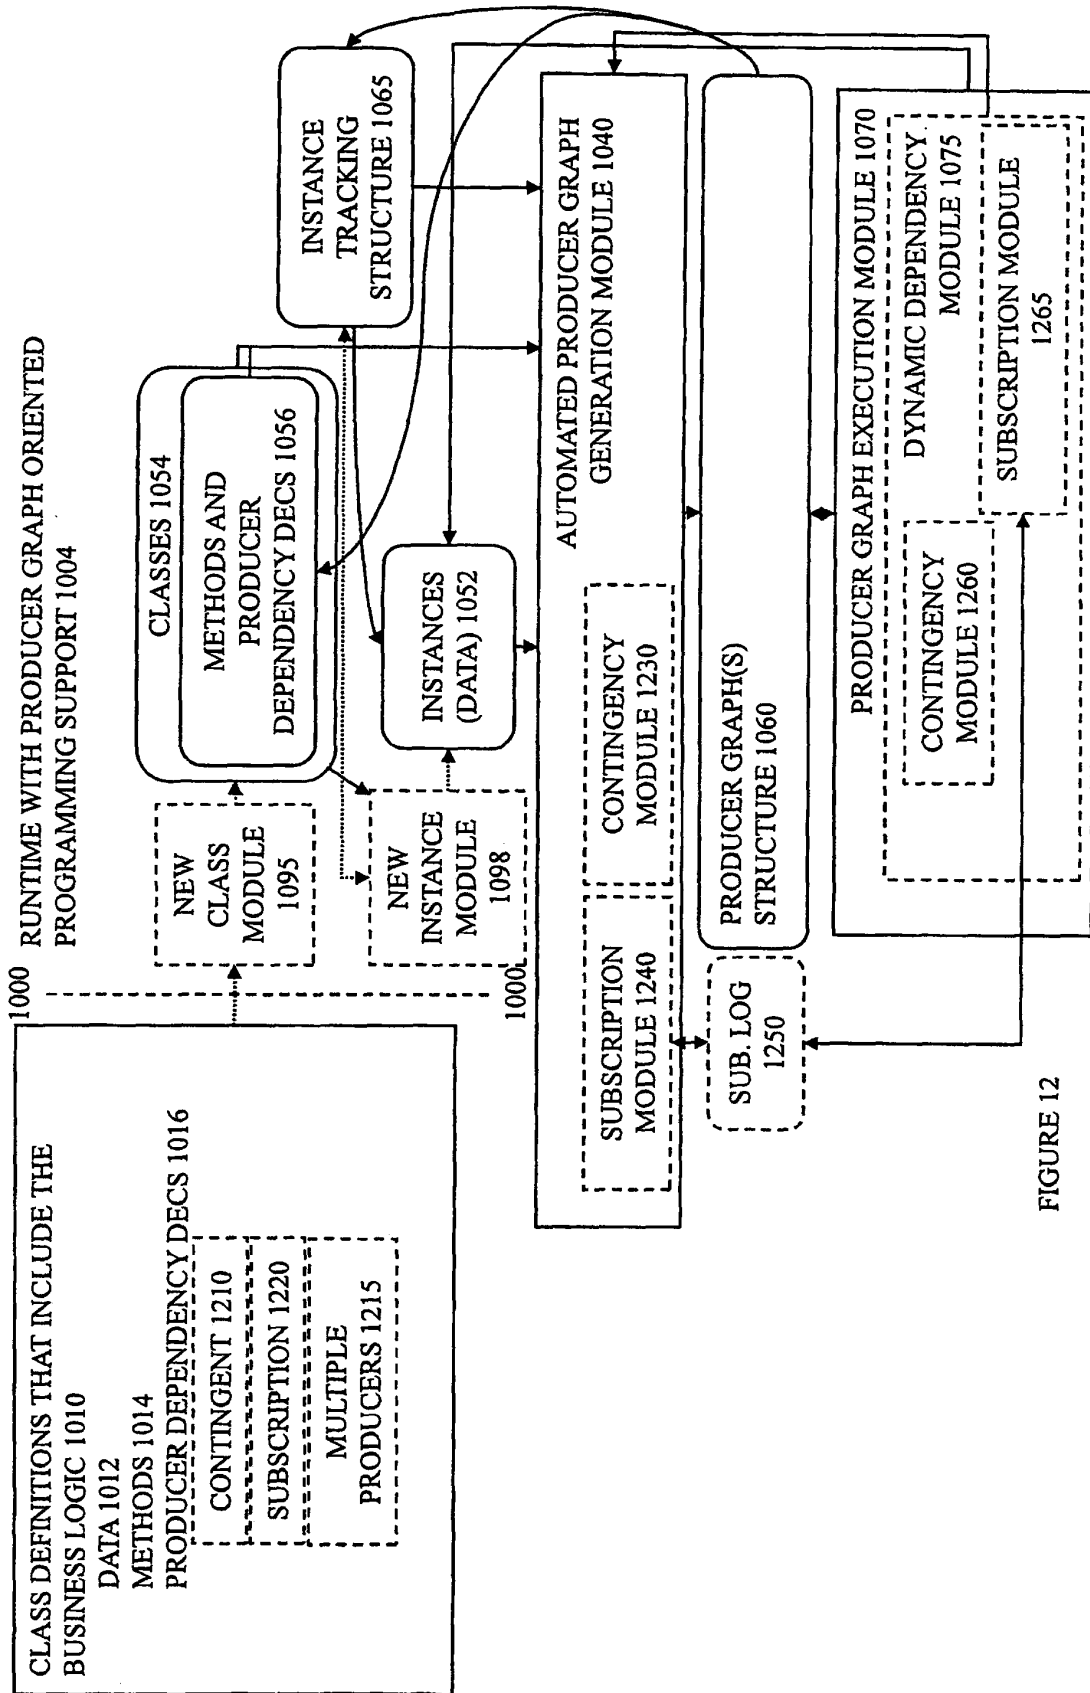 CLASS DEFINITIONS THAT INCLUDE THE
BUSINESS LOGIC 1010
DATA 1012
METHODS 1014
PRODUCER DEPENDENCY DECS 1016
CONTINGENT 1210
SUBSCRIPTION 1220
MULTIPLE
PRODUCERS 1215
1000
1000
RUNTIME WITH PRODUCER GRAPH ORIENTED
PROGRAMMING SUPPORT 1004
NEW
CLASS
MODULE
1095
CLASSES 1054
METHODS AND
PRODUCER
DEPENDENCY DECS 1056
NEW
INSTANCE
MODULE
1098
INSTANCES
(DATA) 1052
INSTANCE
TRACKING
STRUCTURE 1065
AUTOMATED PRODUCER GRAPH
GENERATION MODULE 1040
SUBSCRIPTION
MODULE 1240
CONTINGENCY
MODULE 1230
SUB. LOG
1250
PRODUCER GRAPH(S)
STRUCTURE 1060
PRODUCER GRAPH EXECUTION MODULE 1070
DYNAMIC DEPENDENCY
MODULE 1075
CONTINGENCY
MODULE 1260
SUBSCRIPTION MODULE
1265
FIGURE 12